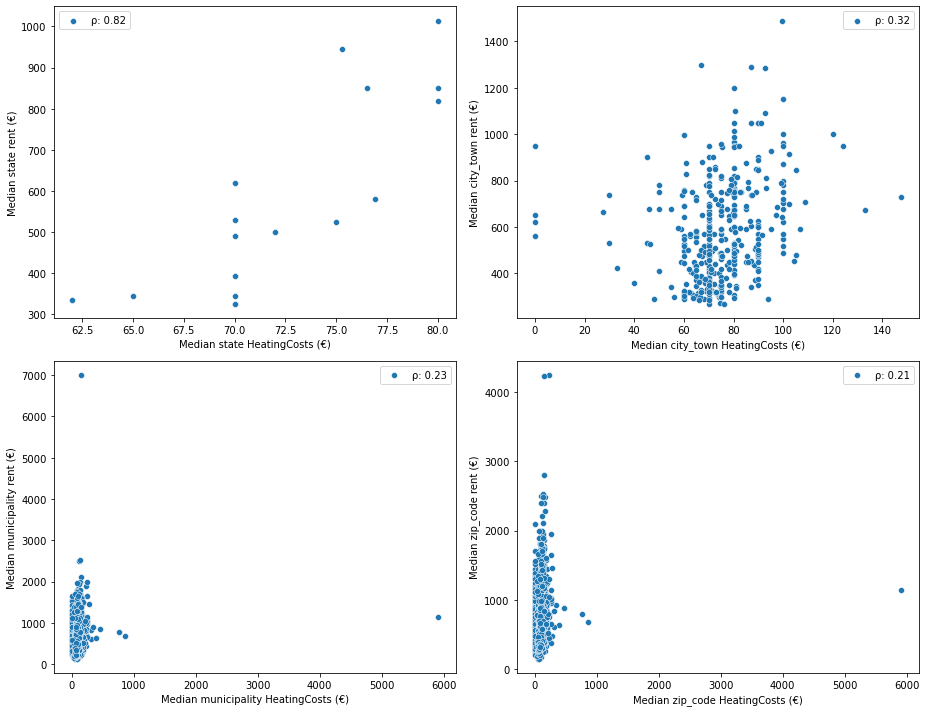 ρ: 0.82
1000
900
800
700
600
500
400
300
Median state rent (€)
62.5 65.0 67.5 70.0 72.5 75.0 77.5 80.0
Median state HeatingCosts (€)
ρ: 0.32
1400
1200
1000
800
600
400
Median city_town rent (€)
0 20 40 60 80 100 120 140
Median city_town HeatingCosts (€)
ρ: 0.23
7000
6000
5000
4000
3000
2000
1000
0
Median municipality rent (€)
0 1000 2000 3000 4000 5000 6000
Median municipality HeatingCosts (€)
ρ: 0.21
4000
3000
2000
1000
0
Median zip_code rent (€)
0 1000 2000 3000 4000 5000 6000
Median zip_code HeatingCosts (€)